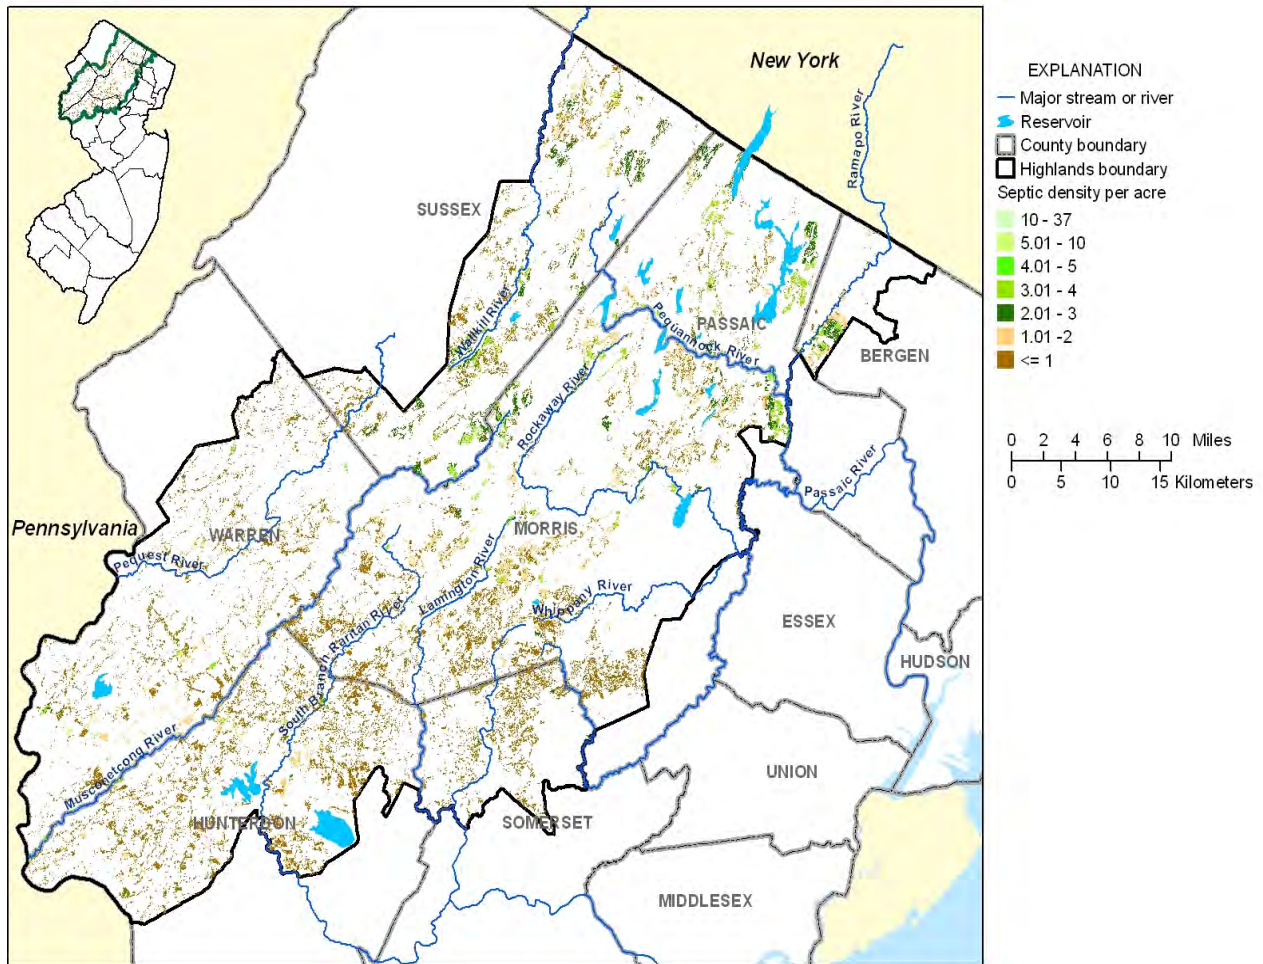 New York
EXPLANATION
Major stream or river
Reservoir
County boundary
Highlands boundary
Septic density per acre
10 - 37
5.01 - 10
4.01 - 5
3.01 - 4
2.01 - 3
1.01 -2
<= 1
0 2 4 6 8 10 Miles
0 5 10 15 Kilometers
Ramapo River
SUSSEX
Wallkill River
PASSAIC
Pequannock River
BERGEN
Rockaway River
Passaic River
Pennsylvania
WARREN
MORRIS
Pequest River
Lamington River
Whippany River
South Branch Raritan River
ESSEX
HUDSON
Musconetcong River
UNION
HUNTERDON
SOMERSET
MIDDLESEX